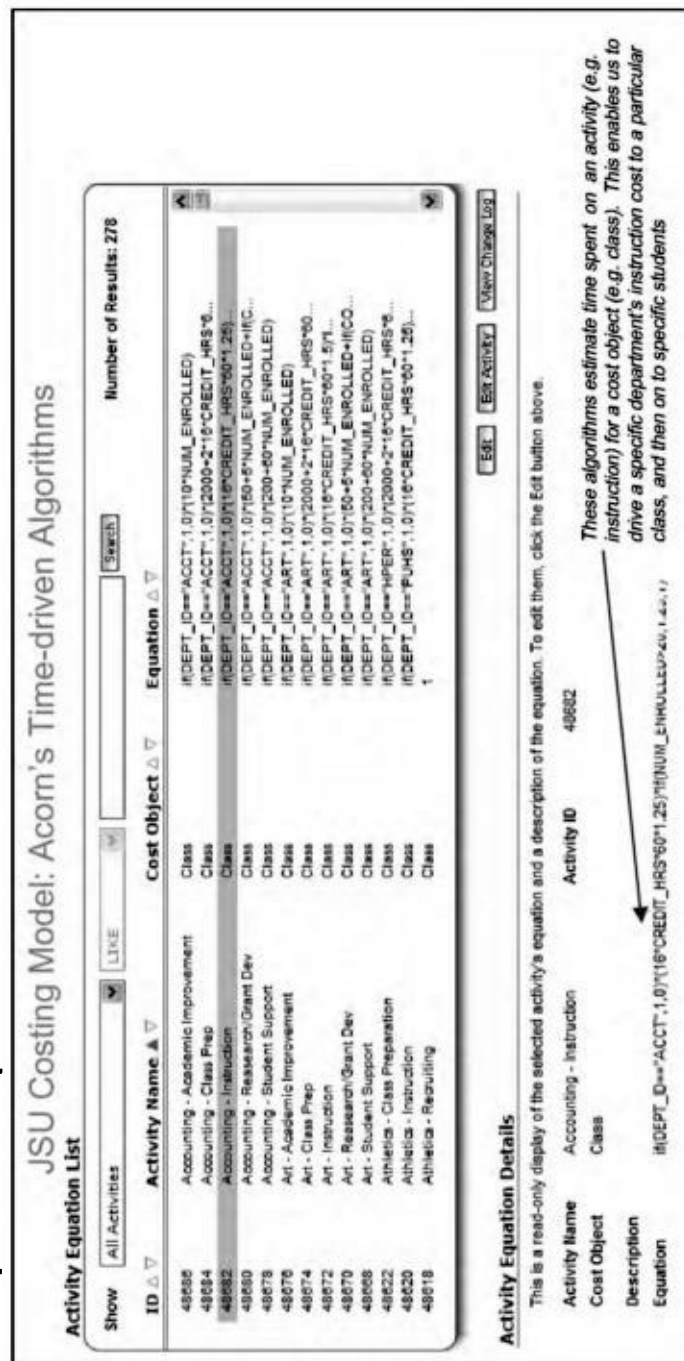 JSU Costing Model: Acorn's Time-driven Algorithms
Activity Equation List
Show All Activities LIKE Search Number of Results: 278
ID Activity Name Cost Object Equation
48686 Accounting - Academic Improvement Class if(DEPT_ID=="ACCT",1,0)*(10*NUM_ENROLLED)
48684 Accounting - Class Prep Class if(DEPT_ID=="ACCT",1,0)*(2000+2*16*CREDIT_HRS*6...
48682 Accounting - Instruction Class if(DEPT_ID=="ACCT",1,0)*(16*CREDIT_HRS*60*1.25)...
48680 Accounting - Reasearch/Grant Dev Class if(DEPT_ID=="ACCT",1,0)*(50+5*NUM_ENROLLED+if(C...
48678 Accounting - Student Support Class if(DEPT_ID=="ACCT",1,0)*(200+60*NUM_ENROLLED)
48676 Art - Academic Improvement Class if(DEPT_ID=="ART",1,0)*(10*NUM_ENROLLED)
48674 Art - Class Prep Class if(DEPT_ID=="ART",1,0)*(2000+2*16*CREDIT_HRS*60...
48672 Art - Instruction Class if(DEPT_ID=="ART",1,0)*(16*CREDIT_HRS*60*1.5)*i...
48670 Art - Reasearch/Grant Dev Class if(DEPT_ID=="ART",1,0)*(50+5*NUM_ENROLLED+if(CO...
48668 Art - Student Support Class if(DEPT_ID=="ART",1,0)*(200+60*NUM_ENROLLED)
48622 Athletics - Class Preparation Class if(DEPT_ID=="HPER",1,0)*(2000+2*16*CREDIT_HRS*6...
48620 Athletics - Instruction Class if(DEPT_ID=="PUHS",1,0)*(16*CREDIT_HRS*60*1.25)...
48618 Athletics - Recruiting Class 1
Activity Equation Details Edit Edit Activity View Change Log
This is a read-only display of the selected activity's equation and a description of the equation. To edit them, click the Edit button above.
Activity Name Accounting - Instruction Activity ID 48682
Cost Object Class
Description
Equation if(DEPT_ID=="ACCT",1,0)*(16*CREDIT_HRS*60*1.25)*if(NUM_ENROLLED>20,1.25,1)
These algorithms estimate time spent on an activity (e.g.
instruction) for a cost object (e.g. class). This enables us to
drive a specific department's instruction cost to a particular
class, and then on to specific students